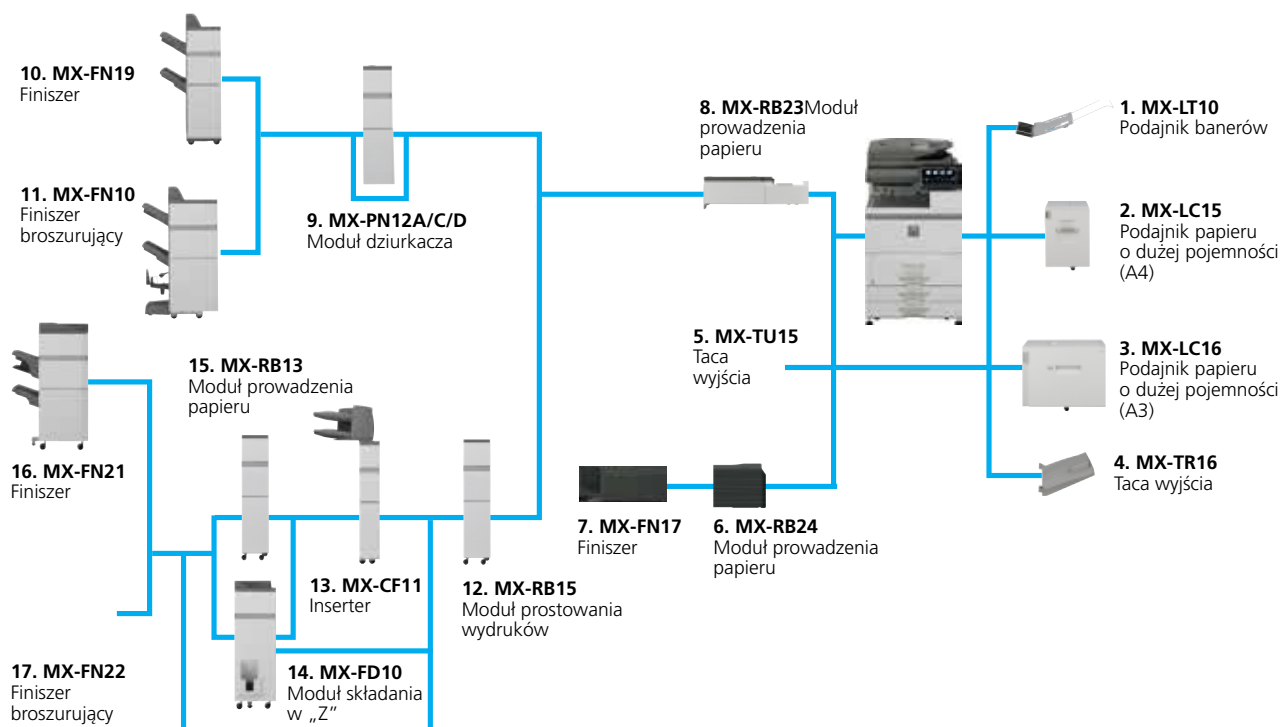 10. MX-FN19
Finiszer
11. MX-FN10
Finiszer
broszurujący
9. MX-PN12A/C/D
Moduł dziurkacza
8. MX-RB23Moduł
prowadzenia
papieru
1. MX-LT10
Podajnik banerów
2. MX-LC15
Podajnik papieru
o dużej pojemności
(A4)
3. MX-LC16
Podajnik papieru
o dużej pojemności
(A3)
4. MX-TR16
Taca wyjścia
5. MX-TU15
Taca
wyjścia
7. MX-FN17
Finiszer
6. MX-RB24
Moduł prowadzenia
papieru
15. MX-RB13
Moduł prowadzenia
papieru
16. MX-FN21
Finiszer
13. MX-CF11
Inserter
12. MX-RB15
Moduł prostowania
wydruków
17. MX-FN22
Finiszer
broszurujący
14. MX-FD10
Moduł składania
w „Z”